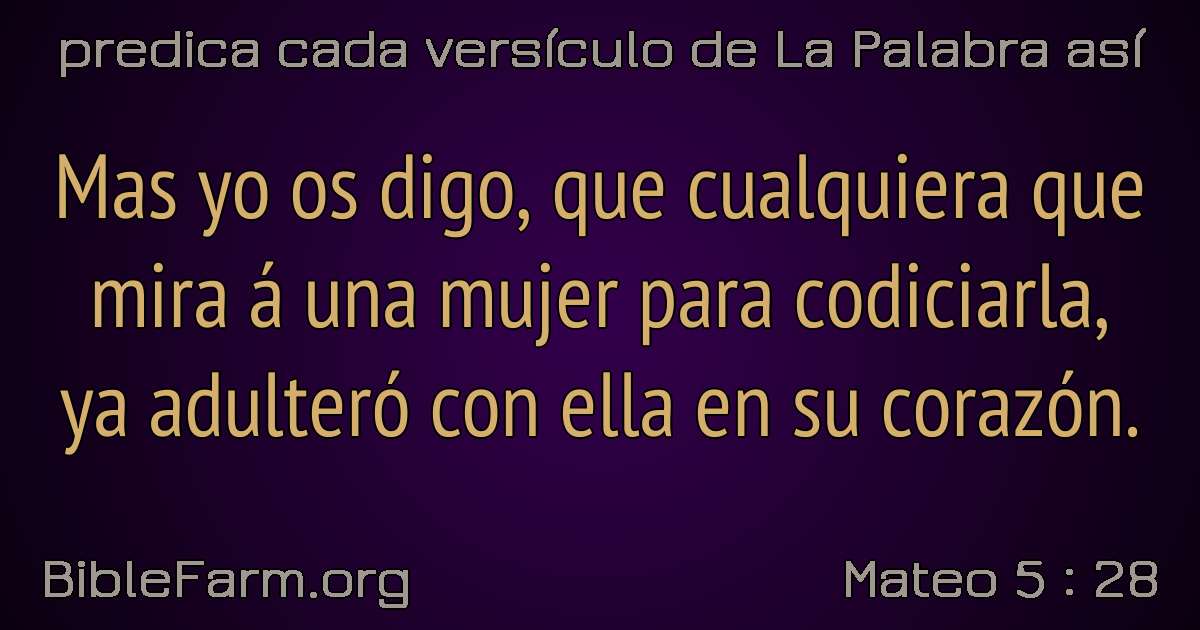 predica cada versículo de La Palabra así
Mas yo os digo, que cualquiera que
mira á una mujer para codiciarla,
ya adulteró con ella en su corazón.
BibleFarm.org
Mateo 5 : 28